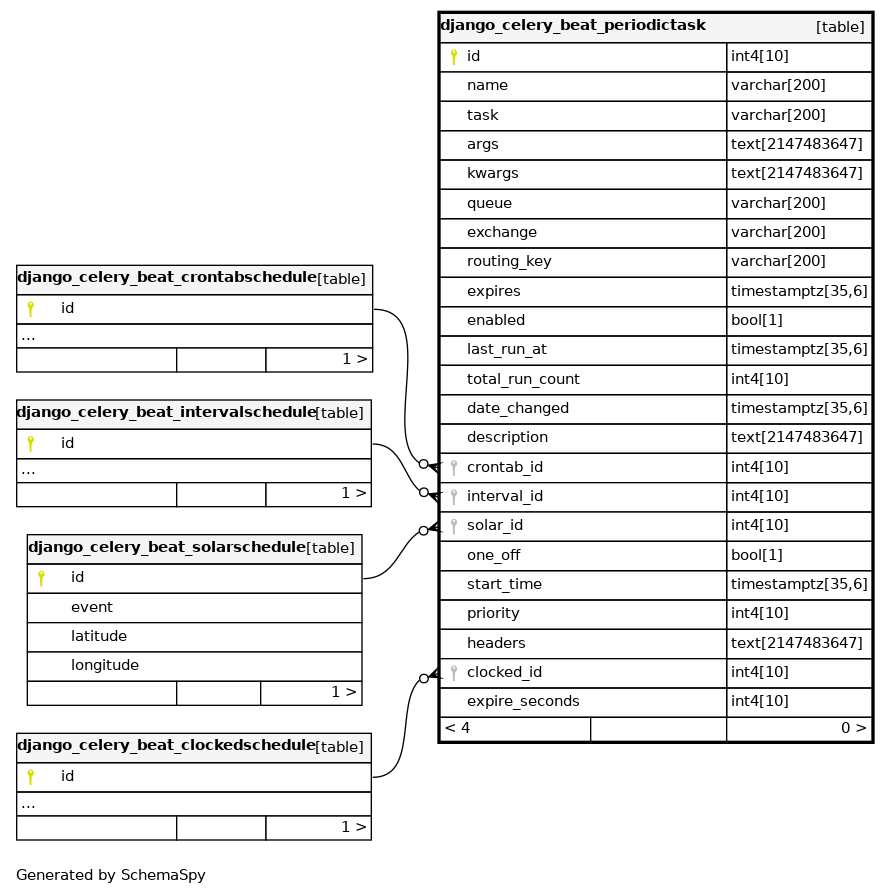 django_celery_beat_periodictask [table]
id int4[10]
name varchar[200]
task varchar[200]
args text[2147483647]
kwargs text[2147483647]
queue varchar[200]
exchange varchar[200]
routing_key varchar[200]
expires timestamptz[35,6]
enabled bool[1]
last_run_at timestamptz[35,6]
total_run_count int4[10]
date_changed timestamptz[35,6]
description text[2147483647]
crontab_id int4[10]
interval_id int4[10]
solar_id int4[10]
one_off bool[1]
start_time timestamptz[35,6]
priority int4[10]
headers text[2147483647]
clocked_id int4[10]
expire_seconds int4[10]
< 4 0 >
django_celery_beat_crontabschedule [table]
id
...
1 >
django_celery_beat_intervalschedule [table]
id
...
1 >
django_celery_beat_solarschedule [table]
id
event
latitude
longitude
1 >
django_celery_beat_clockedschedule [table]
id
...
1 >
Generated by SchemaSpy